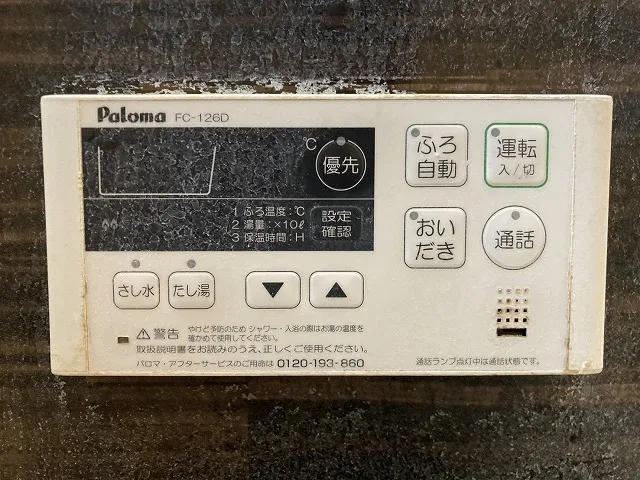 Paloma FC-126D
℃
優先
ふろ
自動
運転
入/切
1 ふろ温度:℃
2 湯量:×10ℓ
3 保温時間:H
設定
確認
おい
だき
通話
さし水
たし湯
▼
▲
⚠警告 やけど予防のため シャワー・入浴の際はお湯の温度を
確かめて使用してください。
取扱説明書をお読みのうえ、正しくご使用ください。
パロマ・アフターサービスのご用命は 0120-193-860
通話ランプ点灯中は通話状態です。